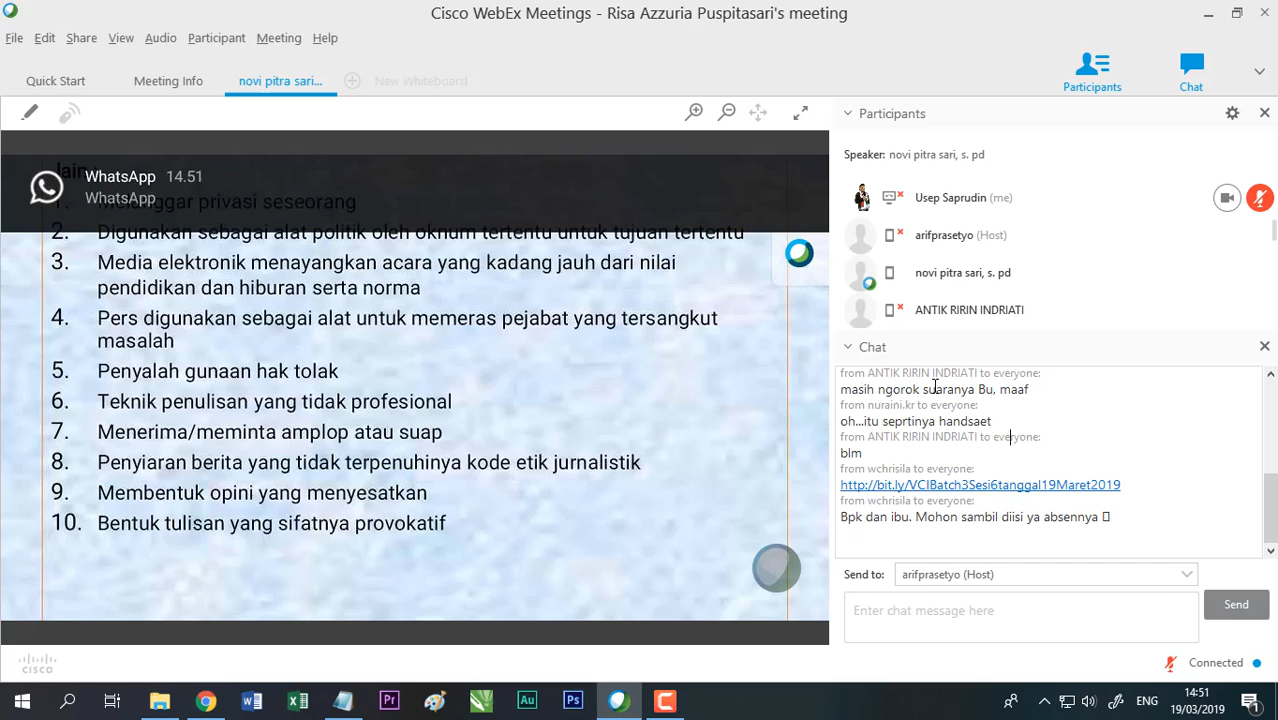 Cisco WebEx Meetings - Risa Azzuria Puspitasari's meeting
File Edit Share View Audio Participant Meeting Help
Quick Start Meeting Info novi pitra sari... New Whiteboard
Participants Chat
lain
WhatsApp 14.51
WhatsApp
1. Melanggar privasi seseorang
2. Digunakan sebagai alat politik oleh oknum tertentu untuk tujuan tertentu
3. Media elektronik menayangkan acara yang kadang jauh dari nilai
pendidikan dan hiburan serta norma
4. Pers digunakan sebagai alat untuk memeras pejabat yang tersangkut
masalah
5. Penyalah gunaan hak tolak
6. Teknik penulisan yang tidak profesional
7. Menerima/meminta amplop atau suap
8. Penyiaran berita yang tidak terpenuhinya kode etik jurnalistik
9. Membentuk opini yang menyesatkan
10. Bentuk tulisan yang sifatnya provokatif
Participants
Speaker: novi pitra sari, s. pd
Usep Saprudin (me)
arifprasetyo (Host)
novi pitra sari, s. pd
ANTIK RIRIN INDRIATI
Chat
from ANTIK RIRIN INDRIATI to everyone:
masih ngorok suaranya Bu, maaf
from nuraini.kr to everyone:
oh...itu seprtinya handsaet
from ANTIK RIRIN INDRIATI to everyone:
blm
from wchrisila to everyone:
http://bit.ly/VCIBatch3Sesi6tanggal19Maret2019
from wchrisila to everyone:
Bpk dan ibu. Mohon sambil diisi ya absennya
Send to: arifprasetyo (Host)
Enter chat message here
Send
cisco
Connected
W X Pr Au Ps C
ENG
14:51
19/03/2019
1